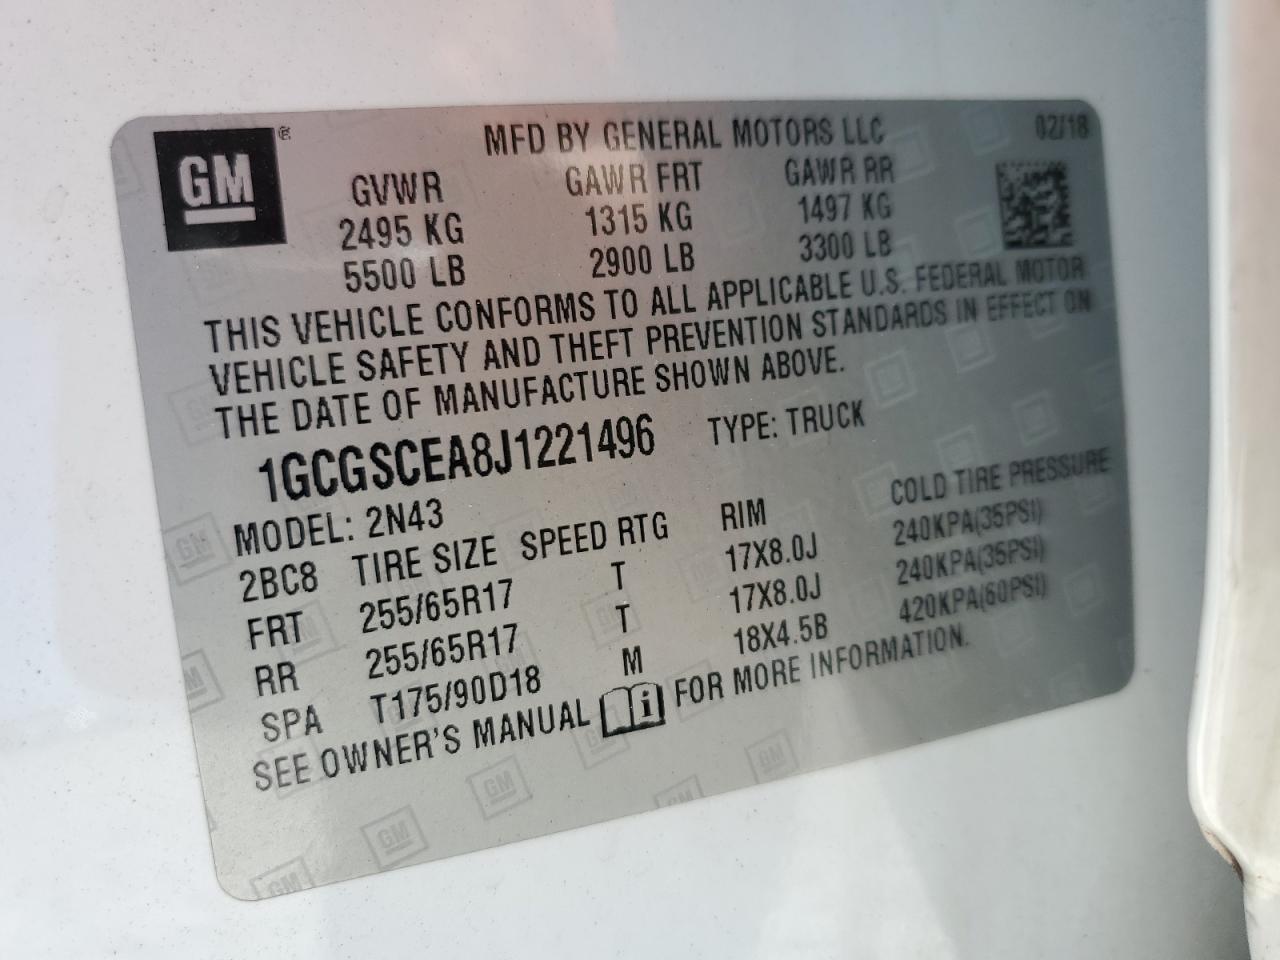 GM ®
MFD BY GENERAL MOTORS LLC 02/18
GVWR GAWR FRT GAWR RR
2495 KG 1315 KG 1497 KG
5500 LB 2900 LB 3300 LB
THIS VEHICLE CONFORMS TO ALL APPLICABLE U.S. FEDERAL MOTOR
VEHICLE SAFETY AND THEFT PREVENTION STANDARDS IN EFFECT ON
THE DATE OF MANUFACTURE SHOWN ABOVE.
1GCGSCEA8J1221496 TYPE: TRUCK
MODEL: 2N43
2BC8 TIRE SIZE SPEED RTG RIM COLD TIRE PRESSURE
FRT 255/65R17 T 17X8.0J 240KPA(35PSI)
RR 255/65R17 T 17X8.0J 240KPA(35PSI)
SPA T175/90D18 M 18X4.5B 420KPA(60PSI)
SEE OWNER'S MANUAL i FOR MORE INFORMATION.